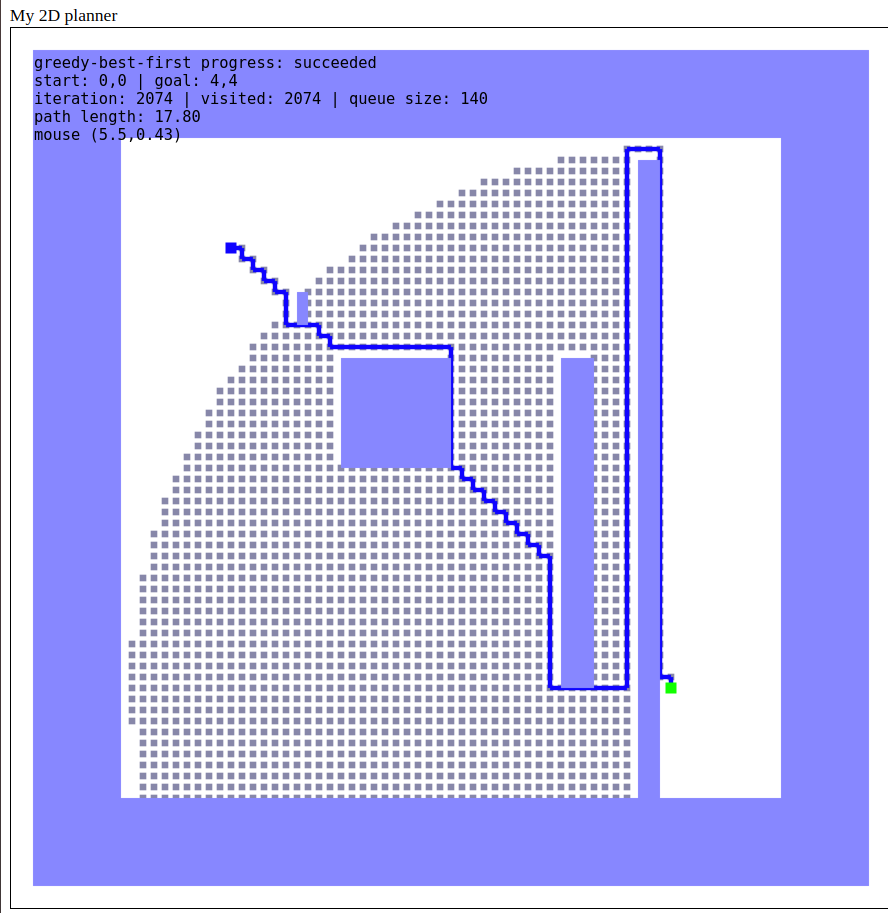 My 2D planner
greedy-best-first progress: succeeded
start: 0,0 | goal: 4,4
iteration: 2074 | visited: 2074 | queue size: 140
path length: 17.80
mouse (5.5,0.43)